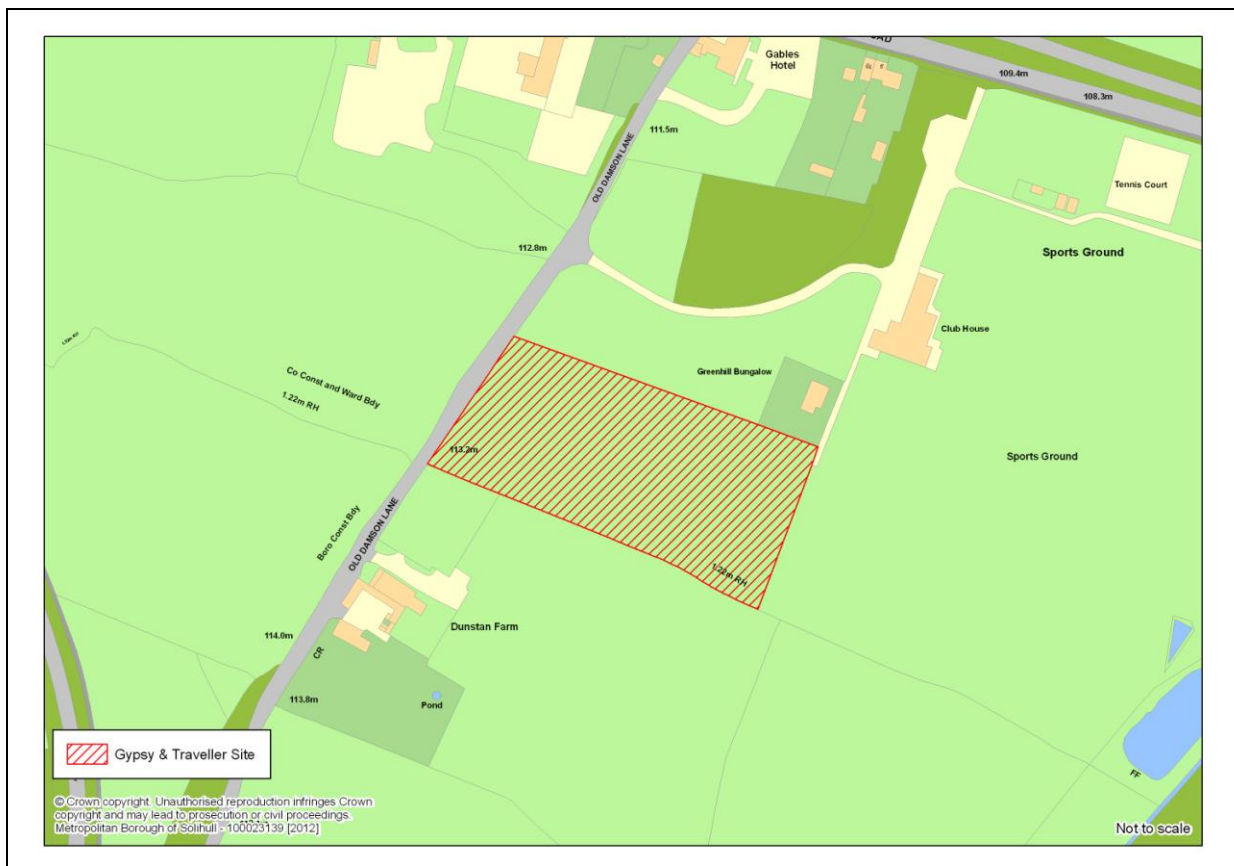 Gables
Hotel
OAD
109.4m
108.3m
111.5m
OLD DAMSON LANE
Tennis Court
112.8m
Sports Ground
Club House
Co Const and Ward Bdy
1.22m RH
Greenhill Bungalow
113.2m
Sports Ground
Boro Const Bdy
OLD DAMSON LANE
1.22m RH
Dunstan Farm
114.0m
CR
113.8m
Pond
FF
Gypsy & Traveller Site
© Crown copyright. Unauthorised reproduction infringes Crown
copyright and may lead to prosecution or civil proceedings.
Metropolitan Borough of Solihull - 100023139 [2012]
Not to scale